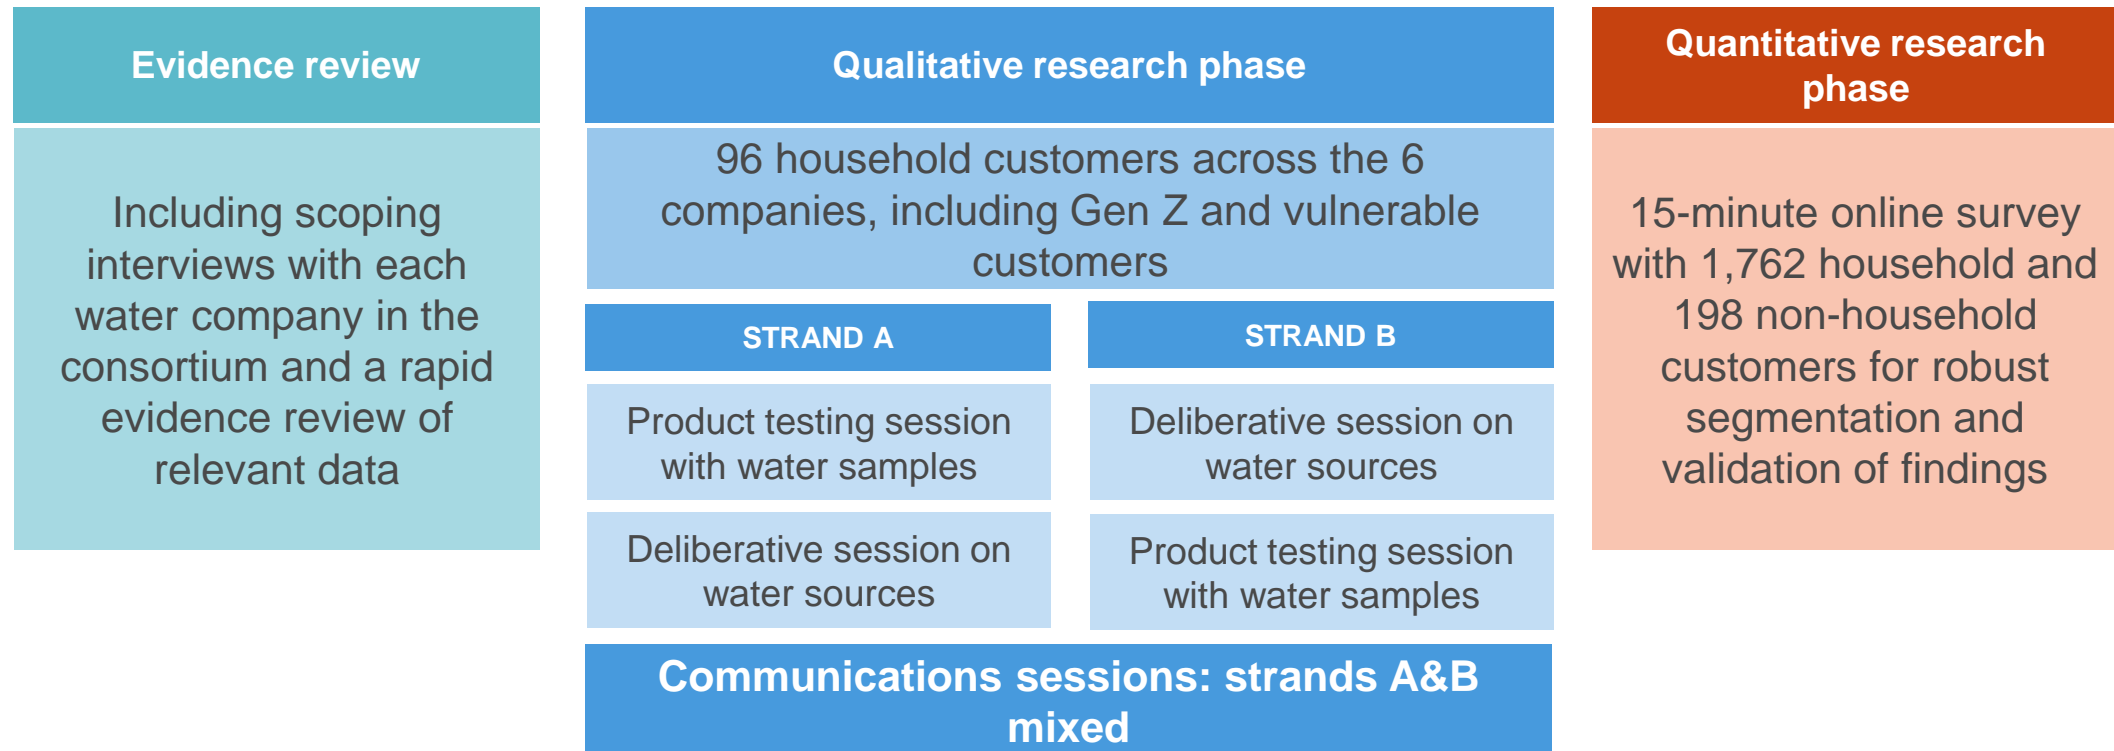 Evidence review
Including scoping
interviews with each
water company in the
consortium and a rapid
evidence review of
relevant data
Qualitative research phase
96 household customers across the 6
companies, including Gen Z and vulnerable
customers
STRAND A
Product testing session
with water samples
Deliberative session on
water sources
STRAND B
Deliberative session on
water sources
Product testing session
with water samples
Communications sessions: strands A&B
mixed
Quantitative research
phase
15-minute online survey
with 1,762 household and
198 non-household
customers for robust
segmentation and
validation of findings